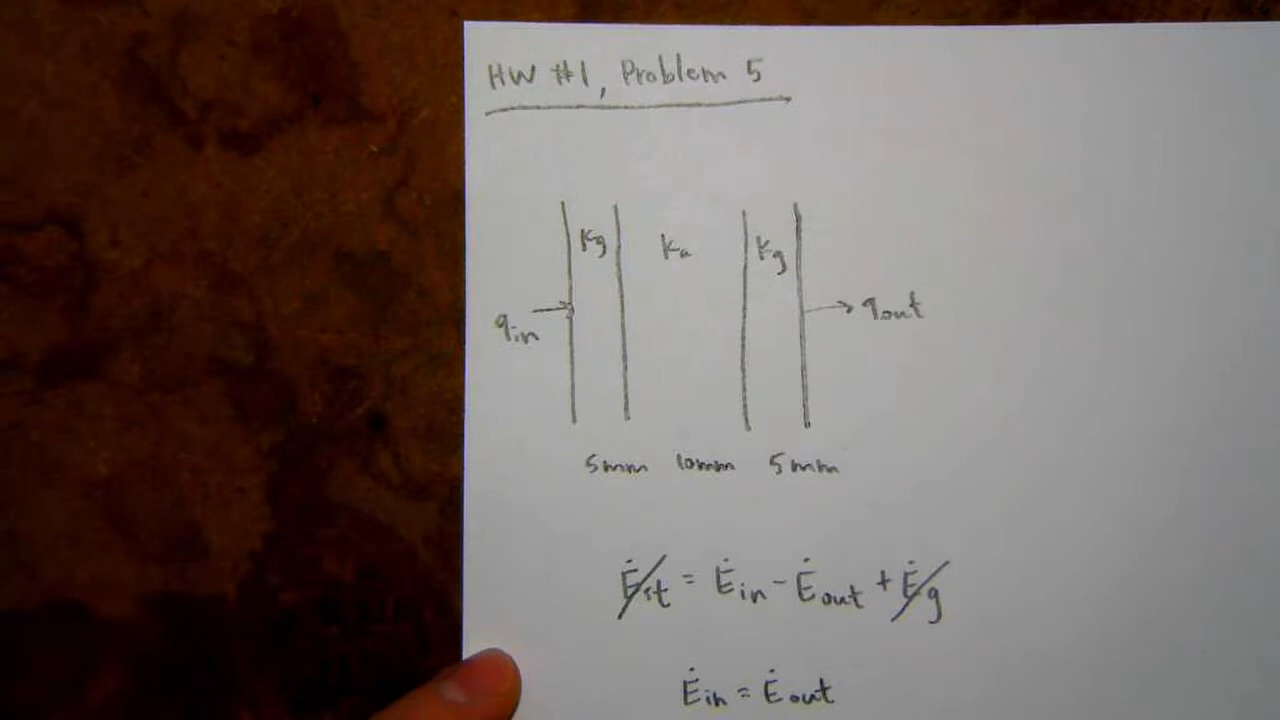 HW #1, Problem 5
kg ka kg
qin qout
5mm 10mm 5mm
Ėst = Ėin - Ėout + Ėg
Ėin = Ėout